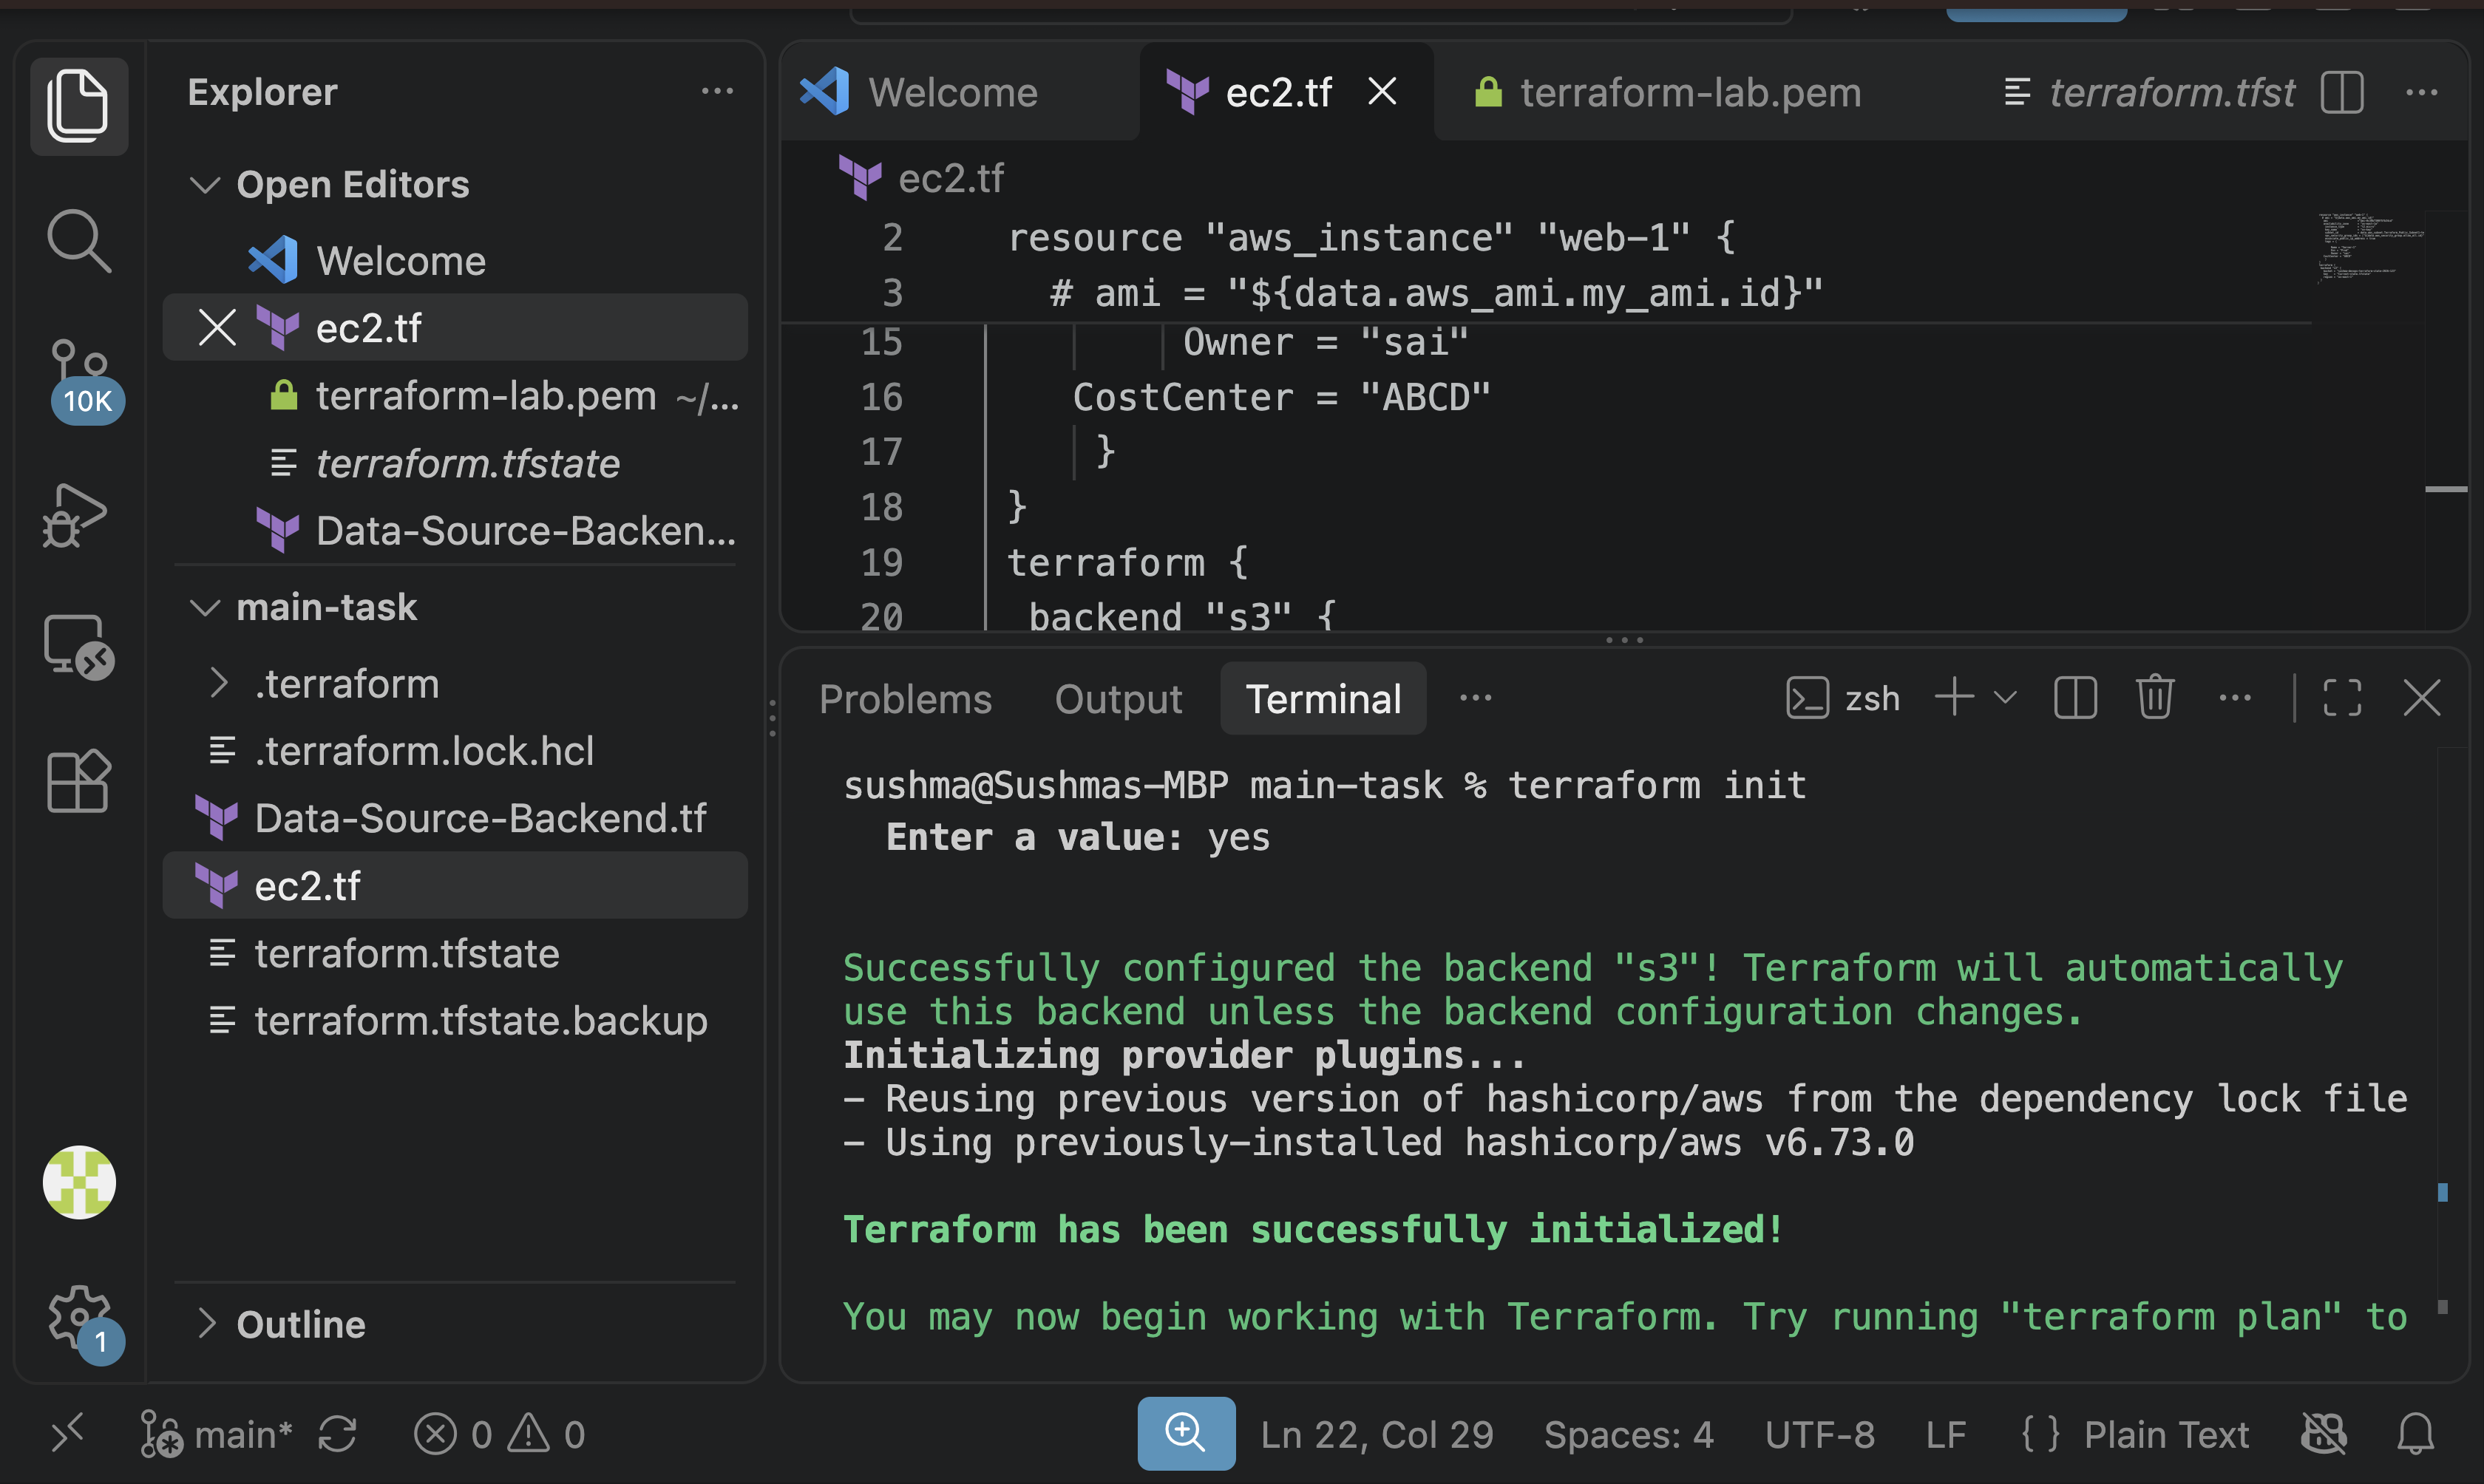 Explorer
Open Editors
Welcome
ec2.tf
terraform-lab.pem ~/...
terraform.tfstate
Data-Source-Backen...
main-task
.terraform
.terraform.lock.hcl
Data-Source-Backend.tf
ec2.tf
terraform.tfstate
terraform.tfstate.backup
Outline
10K
1
Welcome
ec2.tf
terraform-lab.pem
terraform.tfst
ec2.tf
2 resource "aws_instance" "web-1" {
3 # ami = "${data.aws_ami.my_ami.id}"
15 Owner = "sai"
16 CostCenter = "ABCD"
17 }
18 }
19 terraform {
20 backend "s3" {
Problems Output Terminal
zsh
sushma@Sushmas-MBP main-task % terraform init
Enter a value: yes
Successfully configured the backend "s3"! Terraform will automatically
use this backend unless the backend configuration changes.
Initializing provider plugins...
- Reusing previous version of hashicorp/aws from the dependency lock file
- Using previously-installed hashicorp/aws v6.73.0
Terraform has been successfully initialized!
You may now begin working with Terraform. Try running "terraform plan" to
main* 0 0 Ln 22, Col 29 Spaces: 4 UTF-8 LF {} Plain Text